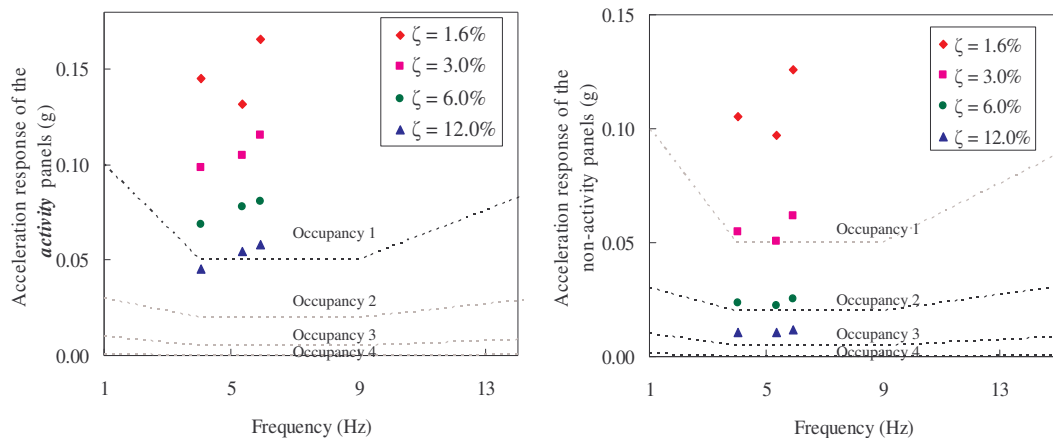 Acceleration response of the
activity panels (g)
0.15
0.10
0.05
0.00
ζ = 1.6%
ζ = 3.0%
ζ = 6.0%
ζ = 12.0%
Occupancy 1
Occupancy 2
Occupancy 3
Occupancy 4
1 5 9 13
Frequency (Hz)
Acceleration response of the
non-activity panels (g)
0.15
0.10
0.05
0.00
ζ = 1.6%
ζ = 3.0%
ζ = 6.0%
ζ = 12.0%
Occupancy 1
Occupancy 2
Occupancy 3
Occupancy 4
1 5 9 13
Frequency (Hz)